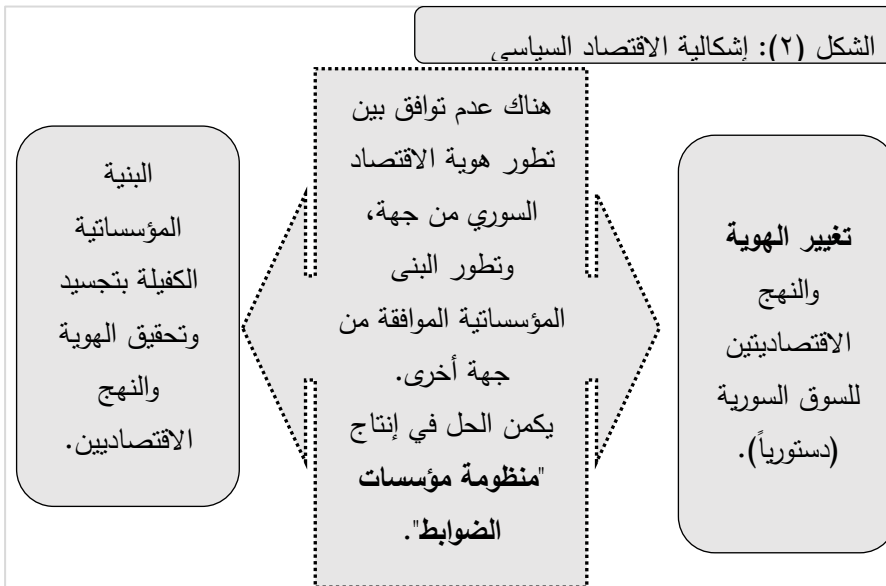 الشكل (٢): إشكالية الاقتصاد السياسي
تغيير الهوية
والنهج
الاقتصاديتين
للسوق السورية
(دستورياً).
هناك عدم توافق بين
تطور هوية الاقتصاد
السوري من جهة،
وتطور البنى
المؤسساتية الموافقة من
جهة أخرى.
يكمن الحل في إنتاج
"منظومة مؤسسات
الضوابط".
البنية
المؤسساتية
الكفيلة بتجسيد
وتحقيق الهوية
والنهج
الاقتصاديين.